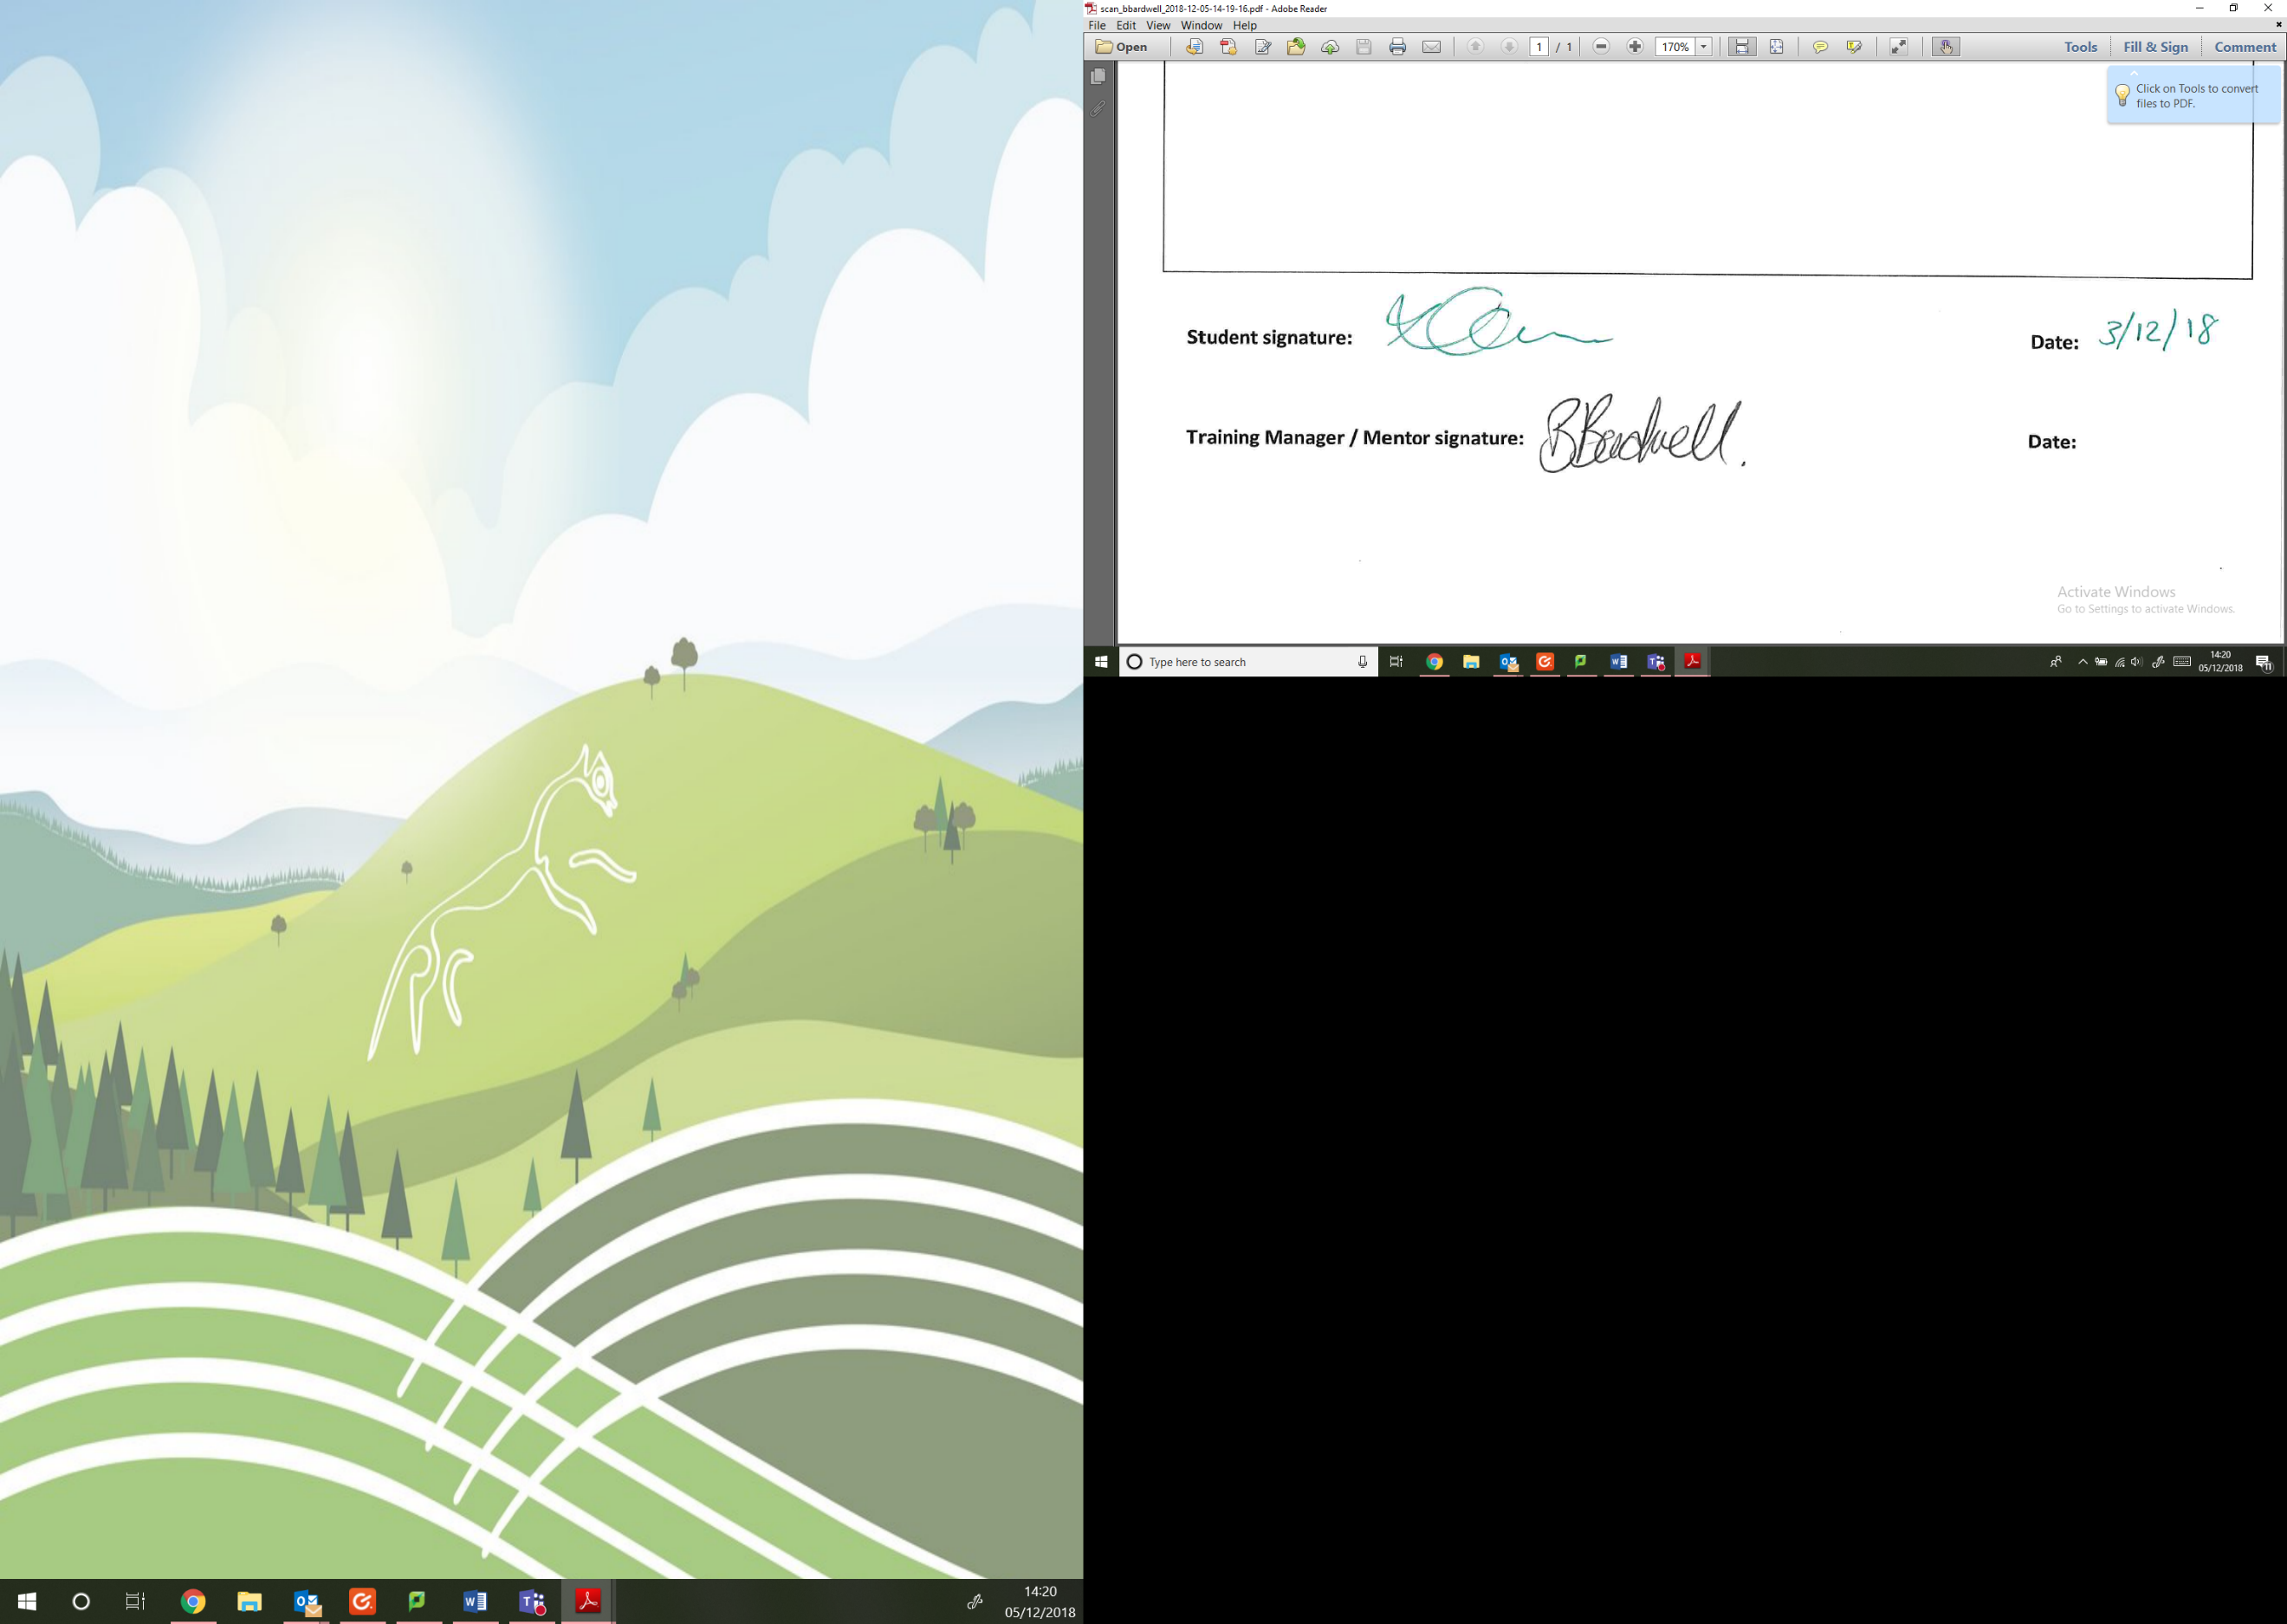 scan_bbardwell_2018-12-05-14-19-16.pdf - Adobe Reader
File Edit View Window Help
Open 1 / 1 170% Tools Fill & Sign Comment
Click on Tools to convert
files to PDF.
Student signature: Date: 3/12/18
Training Manager / Mentor signature: BBardwell. Date:
Activate Windows
Go to Settings to activate Windows.
Type here to search
14:20
05/12/2018
14:20
05/12/2018